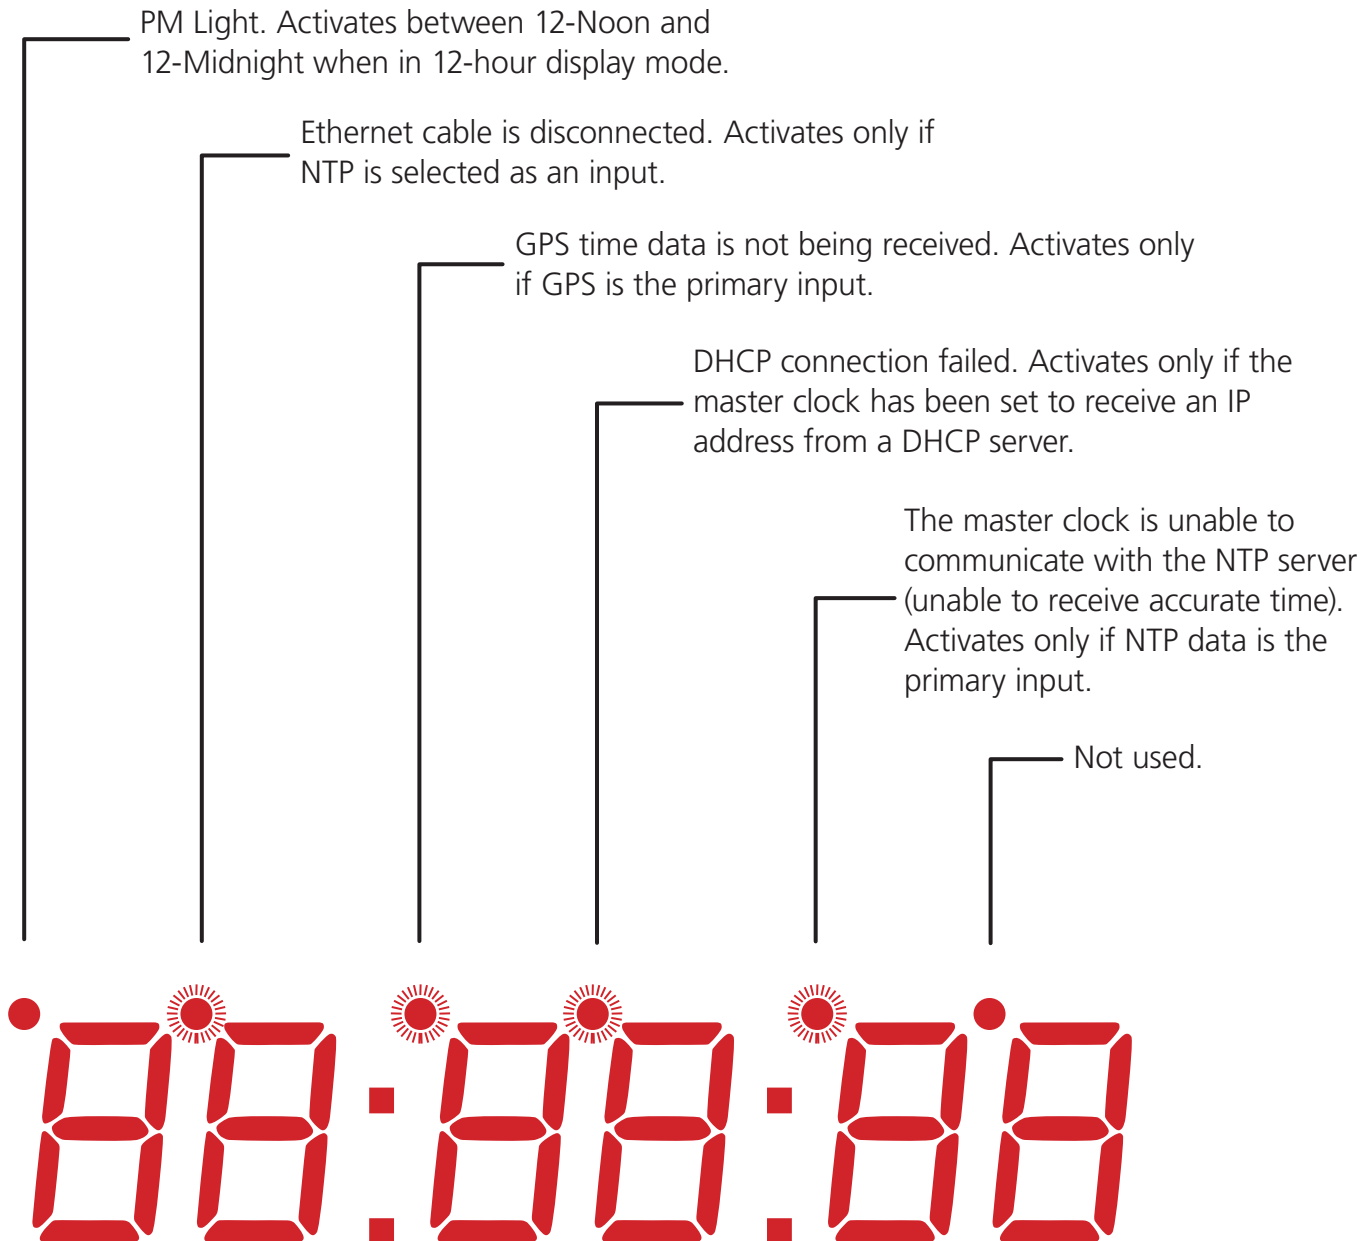 PM Light. Activates between 12-Noon and
12-Midnight when in 12-hour display mode.
Ethernet cable is disconnected. Activates only if
NTP is selected as an input.
GPS time data is not being received. Activates only
if GPS is the primary input.
DHCP connection failed. Activates only if the
master clock has been set to receive an IP
address from a DHCP server.
The master clock is unable to
communicate with the NTP server
(unable to receive accurate time).
Activates only if NTP data is the
primary input.
Not used.
88:88:88